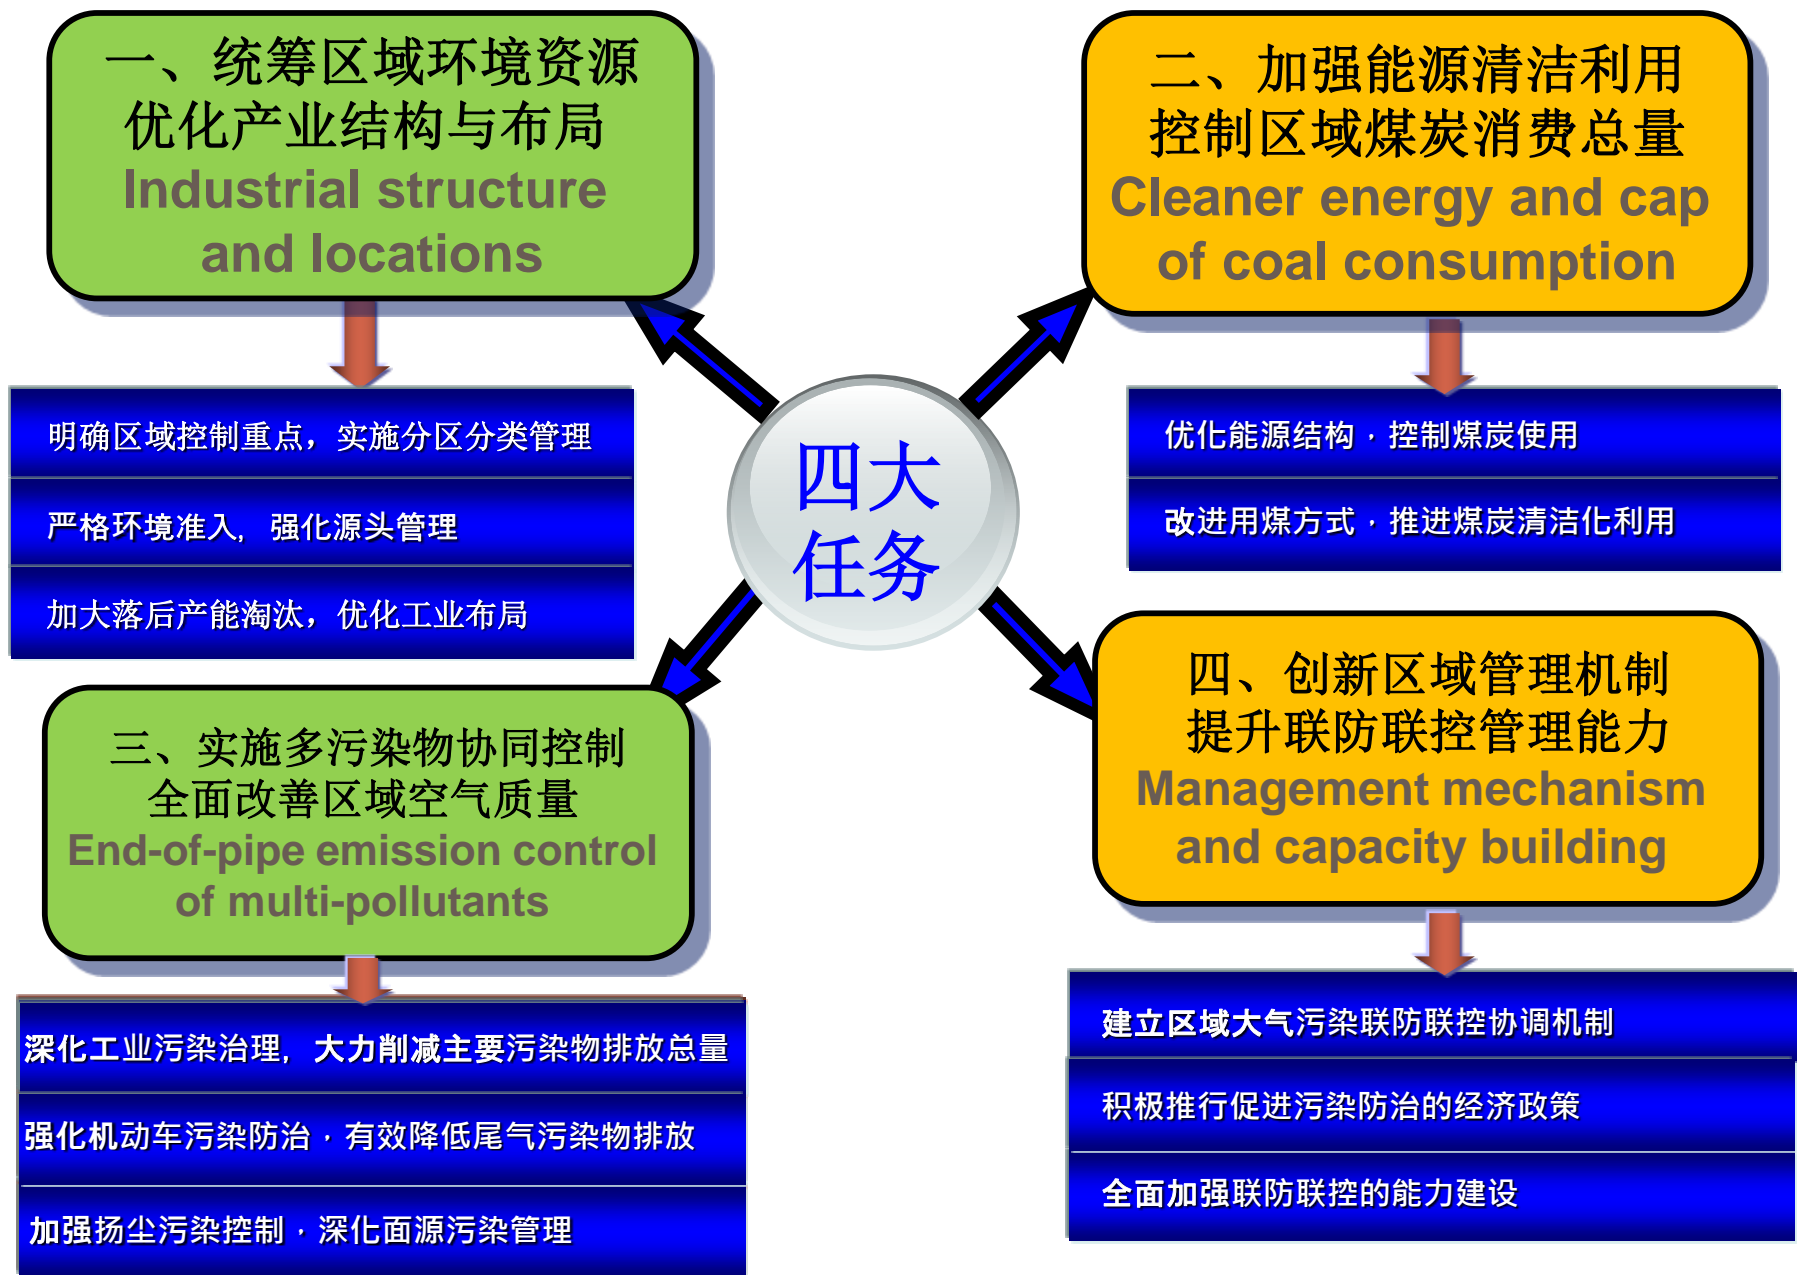 一、统筹区域环境资源
优化产业结构与布局
Industrial structure
and locations
明确区域控制重点，实施分区分类管理
严格环境准入，强化源头管理
加大落后产能淘汰，优化工业布局
二、加强能源清洁利用
控制区域煤炭消费总量
Cleaner energy and cap
of coal consumption
优化能源结构，控制煤炭使用
改进用煤方式，推进煤炭清洁化利用
四大
任务
三、实施多污染物协同控制
全面改善区域空气质量
End-of-pipe emission control
of multi-pollutants
深化工业污染治理，大力削减主要污染物排放总量
强化机动车污染防治，有效降低尾气污染物排放
加强扬尘污染控制，深化面源污染管理
四、创新区域管理机制
提升联防联控管理能力
Management mechanism
and capacity building
建立区域大气污染联防联控协调机制
积极推行促进污染防治的经济政策
全面加强联防联控的能力建设